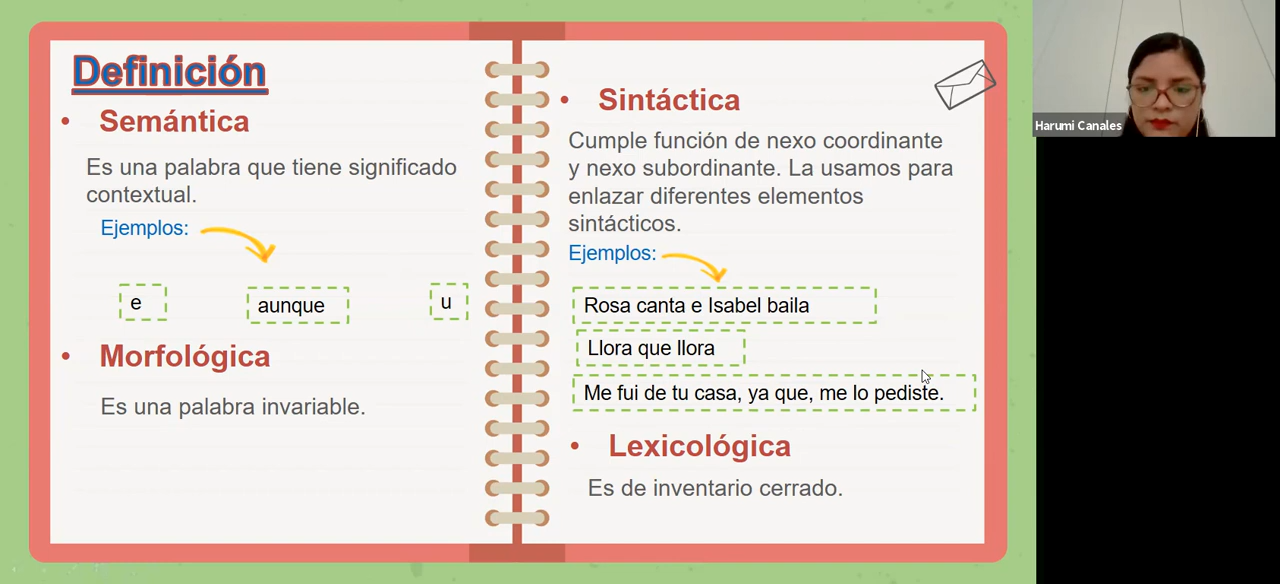 Definición
• Semántica
Es una palabra que tiene significado
contextual.
Ejemplos:
e
aunque
u
• Morfológica
Es una palabra invariable.
• Sintáctica
Cumple función de nexo coordinante
y nexo subordinante. La usamos para
enlazar diferentes elementos
sintácticos.
Ejemplos:
Rosa canta e Isabel baila
Llora que llora
Me fui de tu casa, ya que, me lo pediste.
• Lexicológica
Es de inventario cerrado.
Harumi Canales